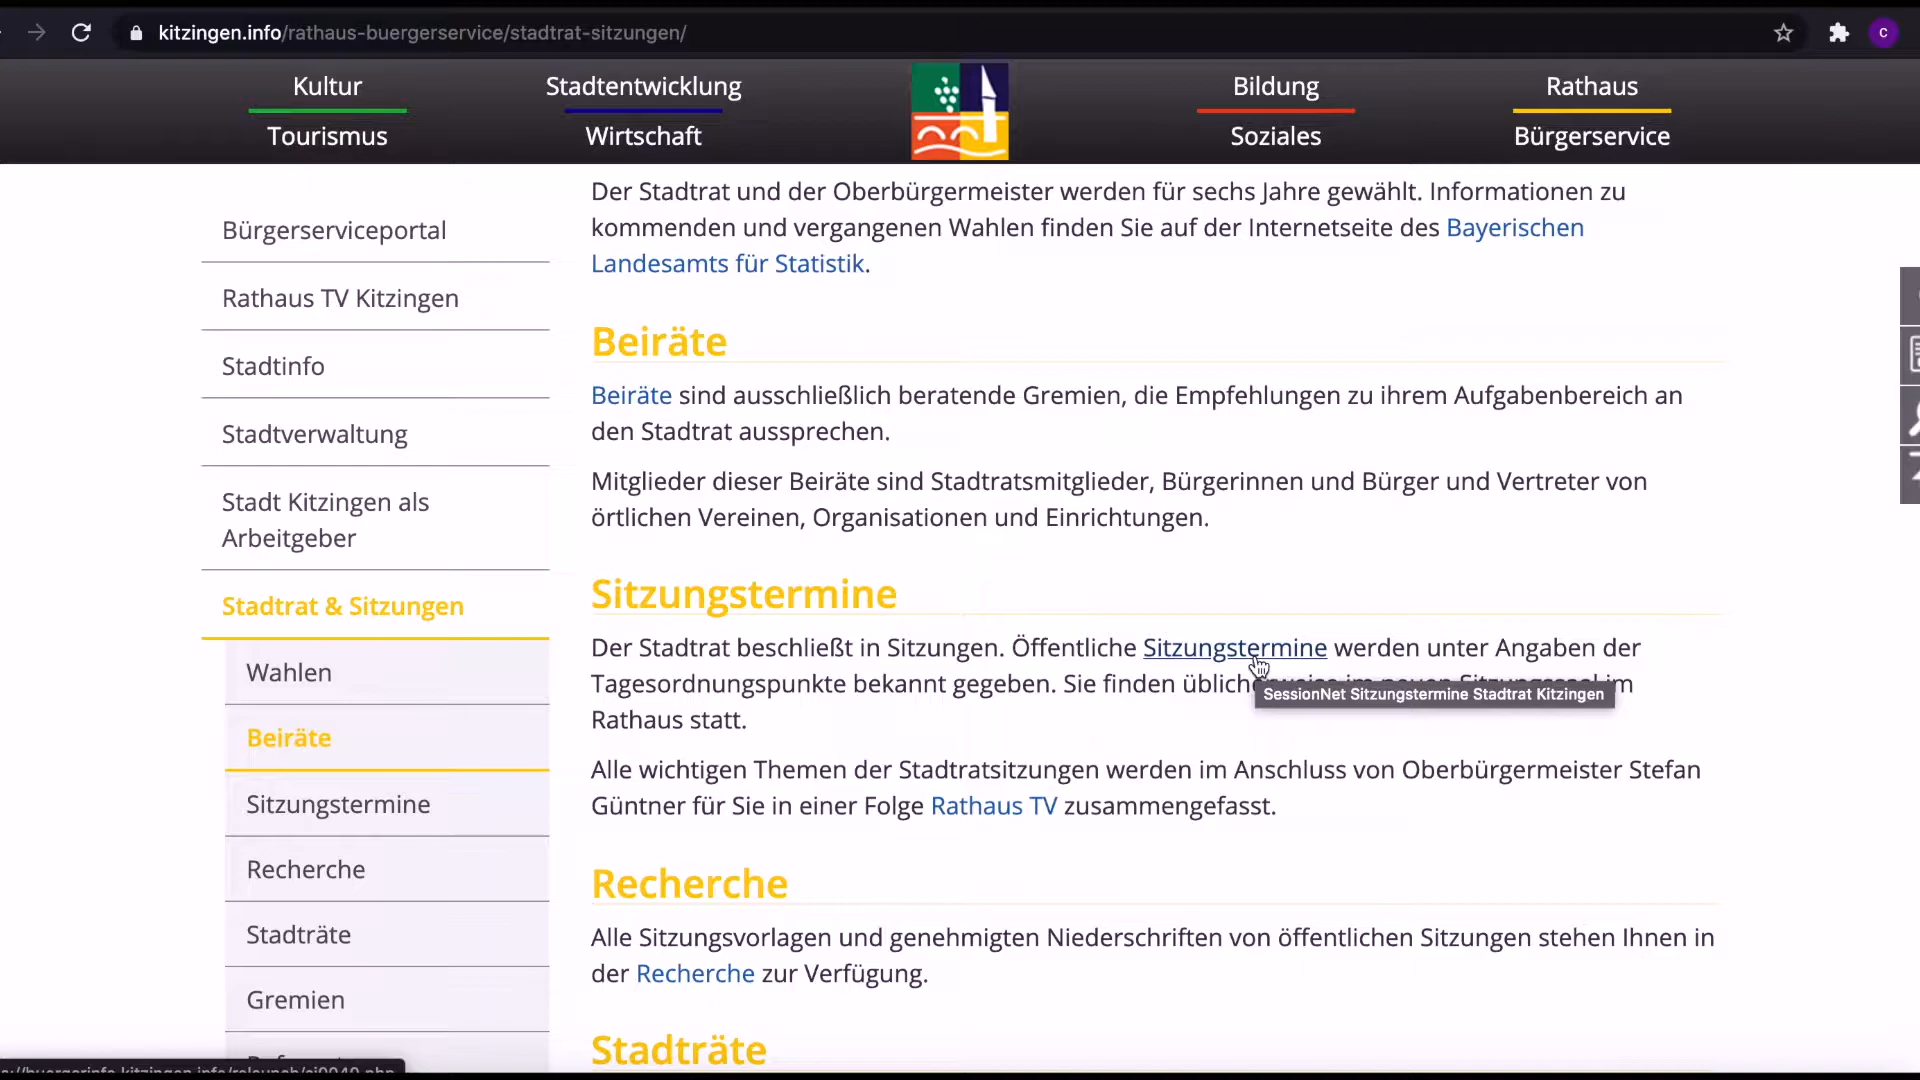 kitzingen.info/rathaus-buergerservice/stadtrat-sitzungen/
C
Kultur
Tourismus
Stadtentwicklung
Wirtschaft
Bildung
Soziales
Rathaus
Bürgerservice
Bürgerserviceportal
Rathaus TV Kitzingen
Stadtinfo
Stadtverwaltung
Stadt Kitzingen als
Arbeitgeber
Stadtrat & Sitzungen
Wahlen
Beiräte
Sitzungstermine
Recherche
Stadträte
Gremien
Der Stadtrat und der Oberbürgermeister werden für sechs Jahre gewählt. Informationen zu
kommenden und vergangenen Wahlen finden Sie auf der Internetseite des Bayerischen
Landesamts für Statistik.
Beiräte
Beiräte sind ausschließlich beratende Gremien, die Empfehlungen zu ihrem Aufgabenbereich an
den Stadtrat aussprechen.
Mitglieder dieser Beiräte sind Stadtratsmitglieder, Bürgerinnen und Bürger und Vertreter von
örtlichen Vereinen, Organisationen und Einrichtungen.
Sitzungstermine
Der Stadtrat beschließt in Sitzungen. Öffentliche Sitzungstermine werden unter Angaben der
Tagesordnungspunkte bekannt gegeben. Sie finden im
SessionNet Sitzungstermine Stadtrat Kitzingen
Rathaus statt.
Alle wichtigen Themen der Stadtratsitzungen werden im Anschluss von Oberbürgermeister Stefan
Güntner für Sie in einer Folge Rathaus TV zusammengefasst.
Recherche
Alle Sitzungsvorlagen und genehmigten Niederschriften von öffentlichen Sitzungen stehen Ihnen in
der Recherche zur Verfügung.
Stadträte